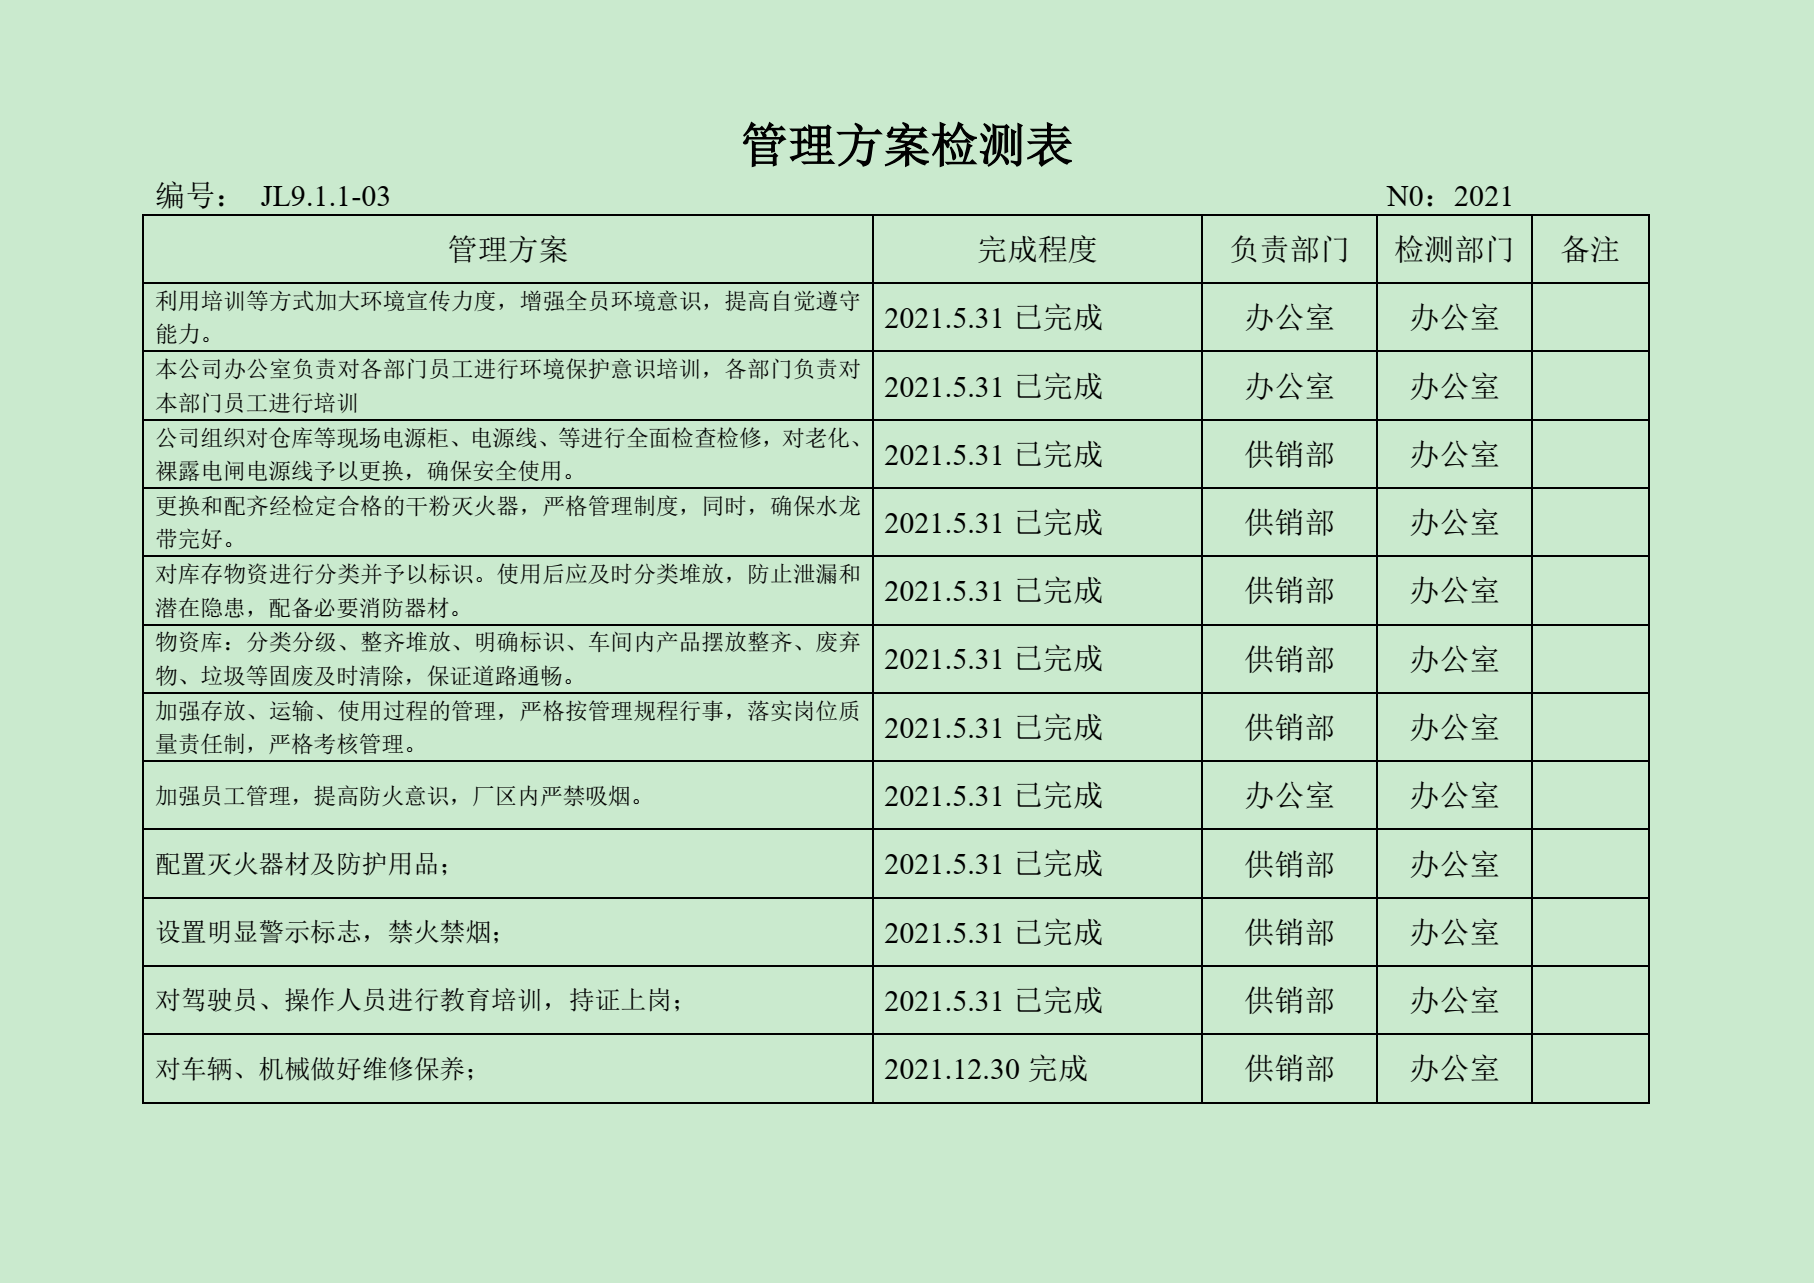 管理方案检测表
编号： JL9.1.1-03 N0：2021
管理方案 完成程度 负责部门 检测部门 备注
利用培训等方式加大环境宣传力度，增强全员环境意识，提高自觉遵守
能力。
2021.5.31 已完成 办公室 办公室
本公司办公室负责对各部门员工进行环境保护意识培训，各部门负责对
本部门员工进行培训
2021.5.31 已完成 办公室 办公室
公司组织对仓库等现场电源柜、电源线、等进行全面检查检修，对老化、
裸露电闸电源线予以更换，确保安全使用。
2021.5.31 已完成 供销部 办公室
更换和配齐经检定合格的干粉灭火器，严格管理制度，同时，确保水龙
带完好。
2021.5.31 已完成 供销部 办公室
对库存物资进行分类并予以标识。使用后应及时分类堆放，防止泄漏和
潜在隐患，配备必要消防器材。
2021.5.31 已完成 供销部 办公室
物资库：分类分级、整齐堆放、明确标识、车间内产品摆放整齐、废弃
物、垃圾等固废及时清除，保证道路通畅。
2021.5.31 已完成 供销部 办公室
加强存放、运输、使用过程的管理，严格按管理规程行事，落实岗位质
量责任制，严格考核管理。
2021.5.31 已完成 供销部 办公室
加强员工管理，提高防火意识，厂区内严禁吸烟。 2021.5.31 已完成 办公室 办公室
配置灭火器材及防护用品； 2021.5.31 已完成 供销部 办公室
设置明显警示标志，禁火禁烟； 2021.5.31 已完成 供销部 办公室
对驾驶员、操作人员进行教育培训，持证上岗； 2021.5.31 已完成 供销部 办公室
对车辆、机械做好维修保养； 2021.12.30 完成 供销部 办公室